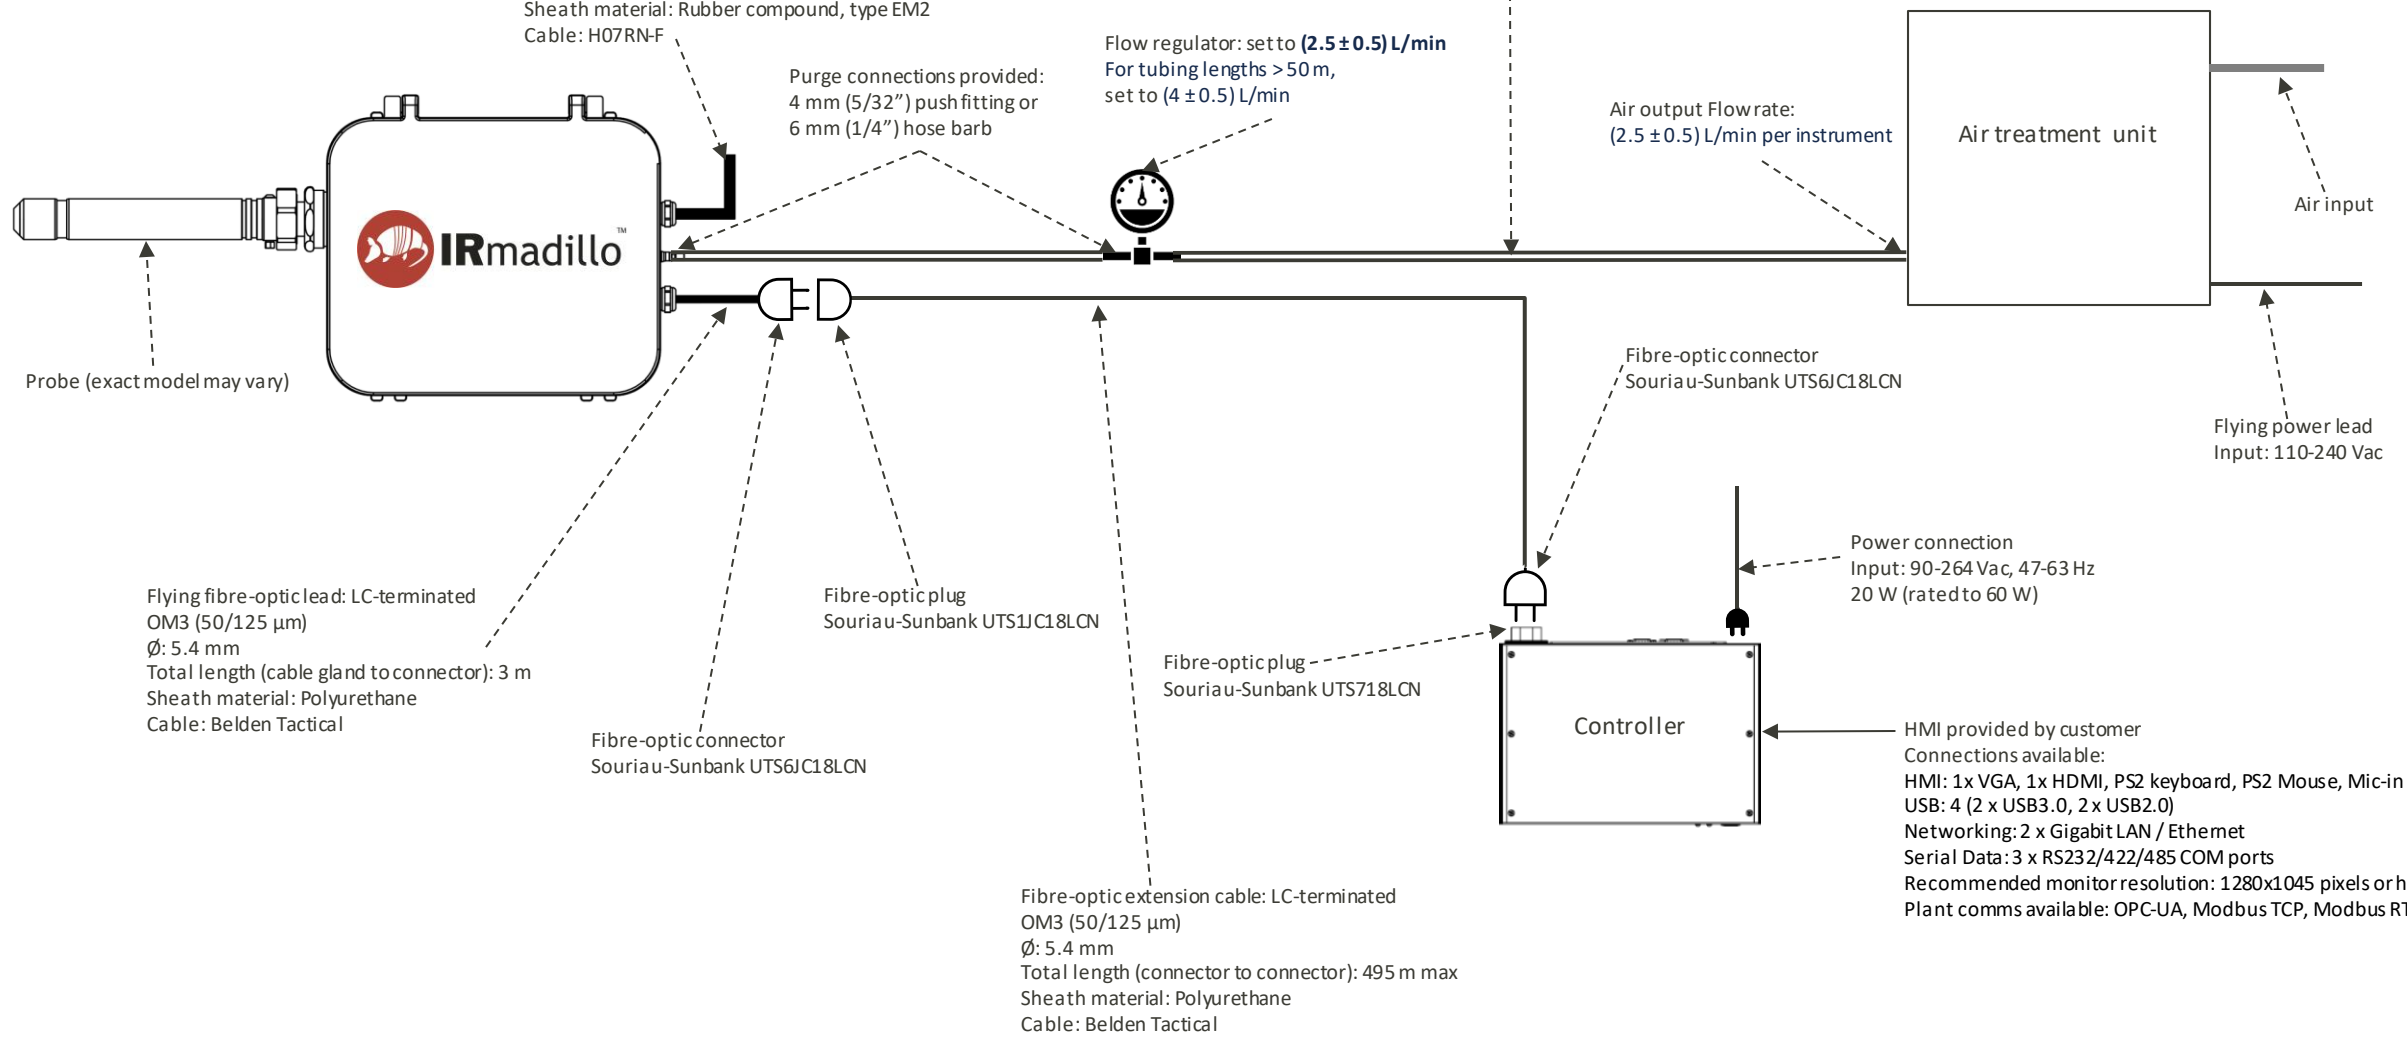 Sheath material: Rubber compound, type EM2
Cable: H07RN-F
Purge connections provided:
4 mm (5/32”) push fitting or
6 mm (1/4”) hose barb
Flow regulator: set to (2.5 ± 0.5) L/min
For tubing lengths > 50 m,
set to (4 ± 0.5) L/min
Air output Flow rate:
(2.5 ± 0.5) L/min per instrument
Air treatment unit
Air input
IRmadillo™
Probe (exact model may vary)
Fibre-optic connector
Souriau-Sunbank UTS6JC18LCN
Flying power lead
Input: 110-240 Vac
Power connection
Input: 90-264 Vac, 47-63 Hz
20 W (rated to 60 W)
Flying fibre-optic lead: LC-terminated
OM3 (50/125 µm)
Ø: 5.4 mm
Total length (cable gland to connector): 3 m
Sheath material: Polyurethane
Cable: Belden Tactical
Fibre-optic plug
Souriau-Sunbank UTS1JC18LCN
Fibre-optic plug
Souriau-Sunbank UTS718LCN
Fibre-optic connector
Souriau-Sunbank UTS6JC18LCN
Controller
HMI provided by customer
Connections available:
HMI: 1x VGA, 1x HDMI, PS2 keyboard, PS2 Mouse, Mic-in
USB: 4 (2 x USB3.0, 2 x USB2.0)
Networking: 2 x Gigabit LAN / Ethernet
Serial Data: 3 x RS232/422/485 COM ports
Recommended monitor resolution: 1280x1045 pixels or
Plant comms available: OPC-UA, Modbus TCP, Modbus
Fibre-optic extension cable: LC-terminated
OM3 (50/125 µm)
Ø: 5.4 mm
Total length (connector to connector): 495 m max
Sheath material: Polyurethane
Cable: Belden Tactical